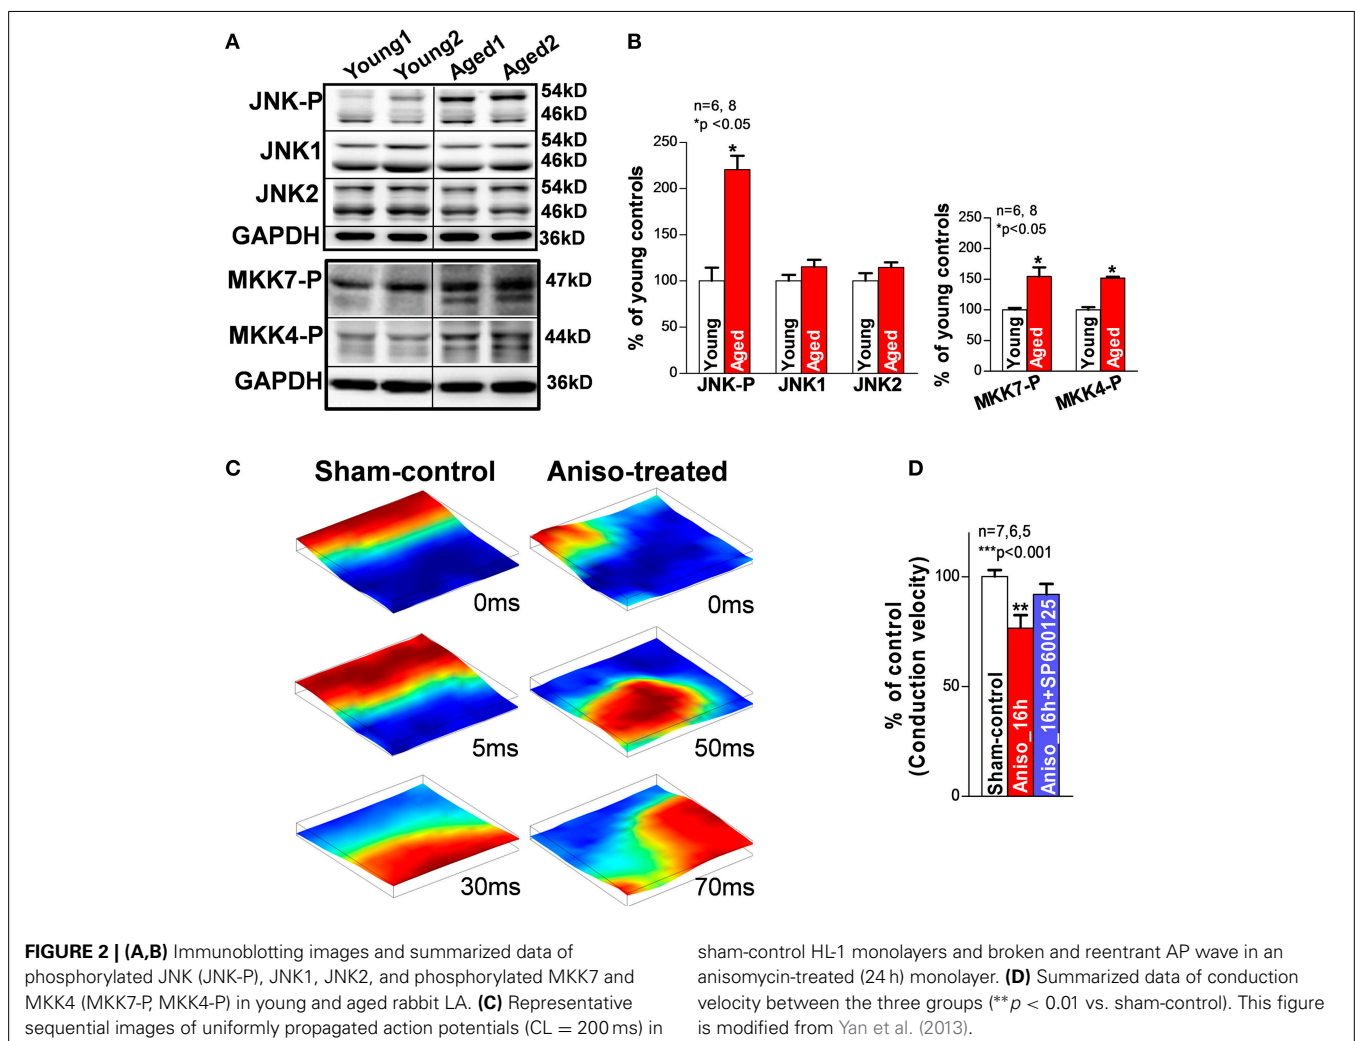 A
Young1 Young2 Aged1 Aged2
JNK-P 54kD
46kD
JNK1 54kD
46kD
JNK2 54kD
46kD
GAPDH 36kD
MKK7-P 47kD
MKK4-P 44kD
GAPDH 36kD
B
n=6, 8
*p <0.05
% of young controls
250
200
150
100
50
0
*
Young Aged Young Aged Young Aged
JNK-P JNK1 JNK2
n=6, 8
*p<0.05
% of young controls
250
200
150
100
50
0
* *
Young Aged Young Aged
MKK7-P MKK4-P
C
Sham-control Aniso-treated
0ms 0ms
5ms 50ms
30ms 70ms
D
n=7,6,5
***p<0.001
% of control
(Conduction velocity)
100
50
0
**
Sham-control
Aniso_16h
Aniso_16h+SP600125
FIGURE 2 | (A,B) Immunoblotting images and summarized data of
phosphorylated JNK (JNK-P), JNK1, JNK2, and phosphorylated MKK7 and
MKK4 (MKK7-P, MKK4-P) in young and aged rabbit LA. (C) Representative
sequential images of uniformly propagated action potentials (CL = 200 ms) in
sham-control HL-1 monolayers and broken and reentrant AP wave in an
anisomycin-treated (24 h) monolayer. (D) Summarized data of conduction
velocity between the three groups (**p < 0.01 vs. sham-control). This figure
is modified from Yan et al. (2013).